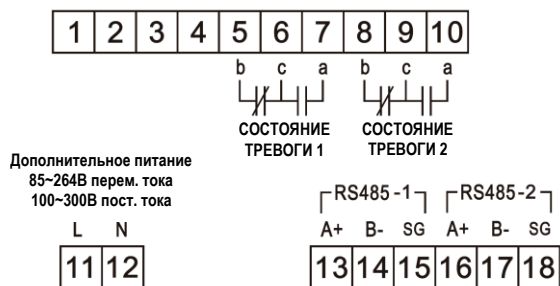 1 2 3 4 5 6 7 8 9 10
b c a b c a
СОСТОЯНИЕ ТРЕВОГИ 1
СОСТОЯНИЕ ТРЕВОГИ 2
Дополнительное питание
85~264В перем. тока
100~300В пост. тока
L N
11 12
RS485-1 RS485-2
A+ B- SG A+ B- SG
13 14 15 16 17 18